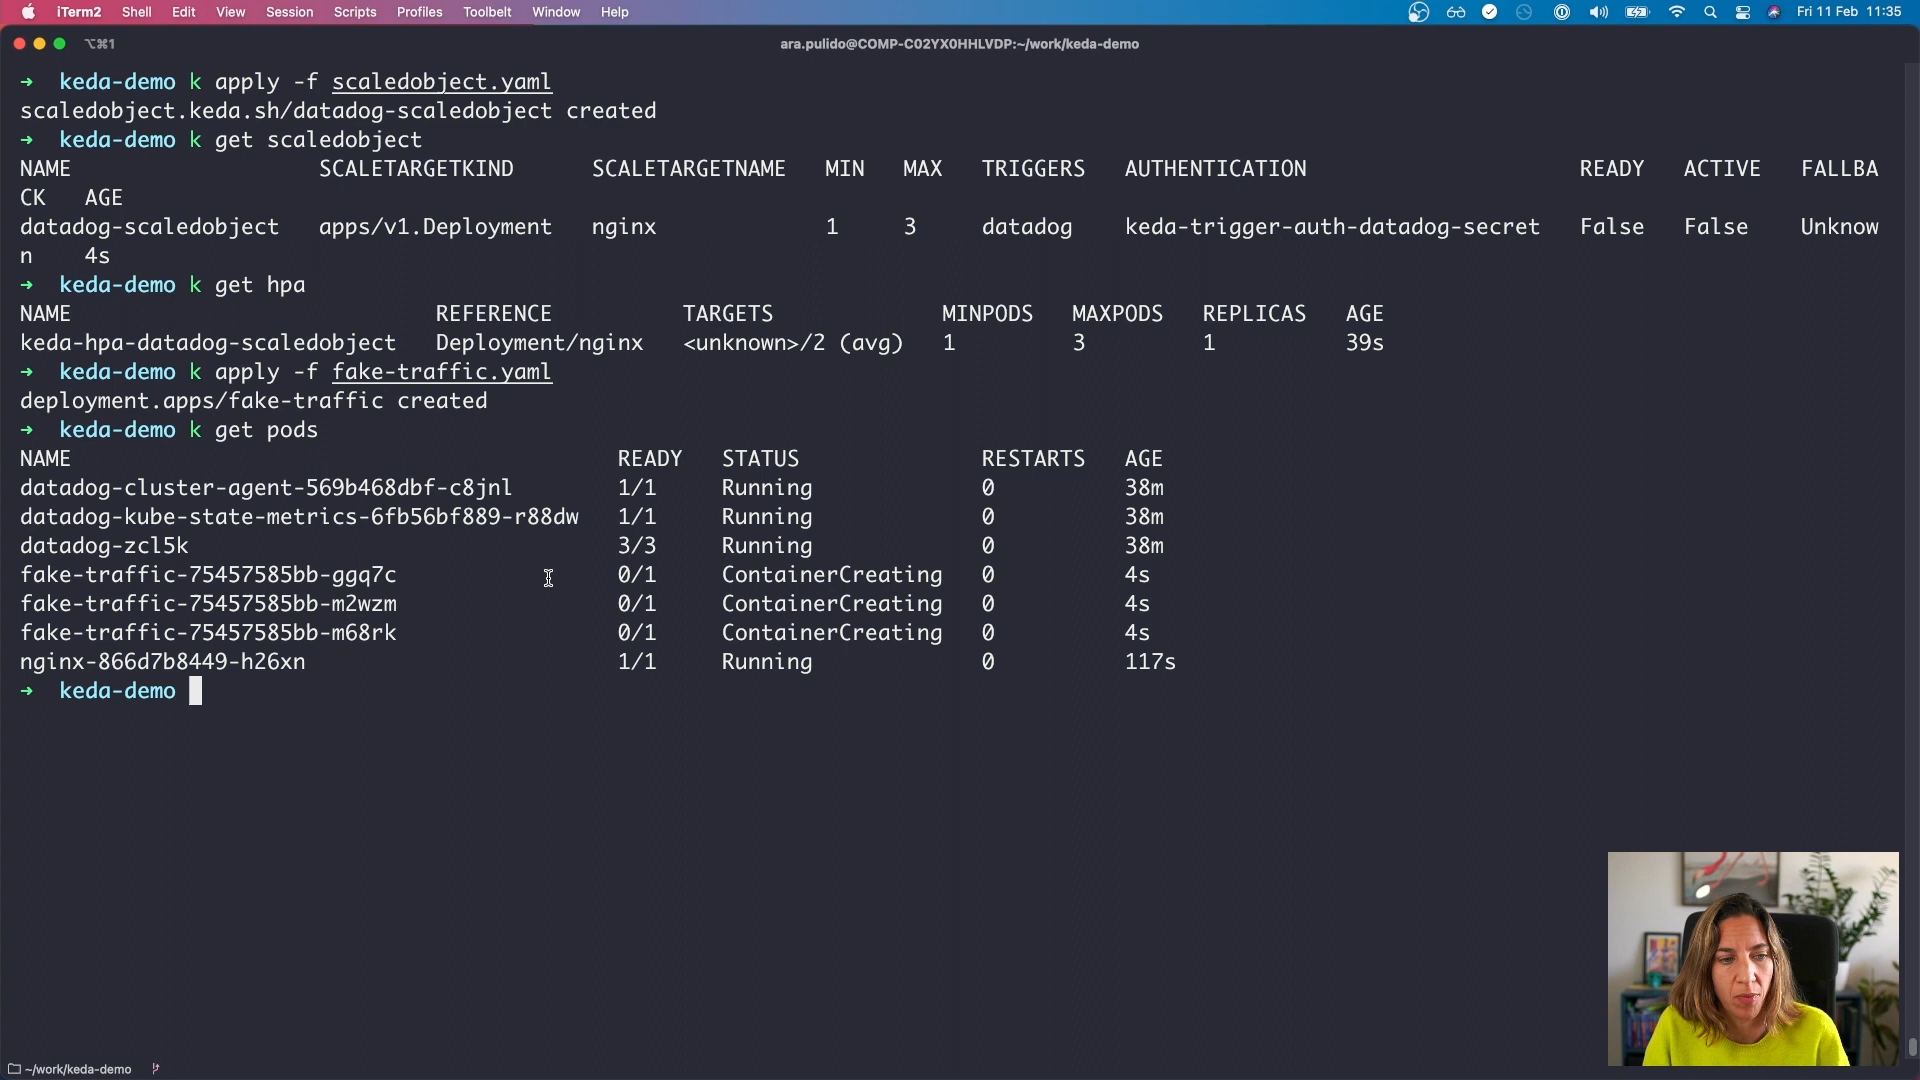 iTerm2 Shell Edit View Session Scripts Profiles Toolbelt Window Help Fri 11 Feb 11:35
⌥⌘1 ara.pulido@COMP-C02YX0HHLVDP:~/work/keda-demo
→ keda-demo k apply -f scaledobject.yaml
scaledobject.keda.sh/datadog-scaledobject created
→ keda-demo k get scaledobject
NAME SCALETARGETKIND SCALETARGETNAME MIN MAX TRIGGERS AUTHENTICATION READY ACTIVE FALLBA
CK AGE
datadog-scaledobject apps/v1.Deployment nginx 1 3 datadog keda-trigger-auth-datadog-secret False False Unknow
n 4s
→ keda-demo k get hpa
NAME REFERENCE TARGETS MINPODS MAXPODS REPLICAS AGE
keda-hpa-datadog-scaledobject Deployment/nginx <unknown>/2 (avg) 1 3 1 39s
→ keda-demo k apply -f fake-traffic.yaml
deployment.apps/fake-traffic created
→ keda-demo k get pods
NAME READY STATUS RESTARTS AGE
datadog-cluster-agent-569b468dbf-c8jnl 1/1 Running 0 38m
datadog-kube-state-metrics-6fb56bf889-r88dw 1/1 Running 0 38m
datadog-zcl5k 3/3 Running 0 38m
fake-traffic-75457585bb-ggq7c 0/1 ContainerCreating 0 4s
fake-traffic-75457585bb-m2wzm 0/1 ContainerCreating 0 4s
fake-traffic-75457585bb-m68rk 0/1 ContainerCreating 0 4s
nginx-866d7b8449-h26xn 1/1 Running 0 117s
→ keda-demo
~/work/keda-demo